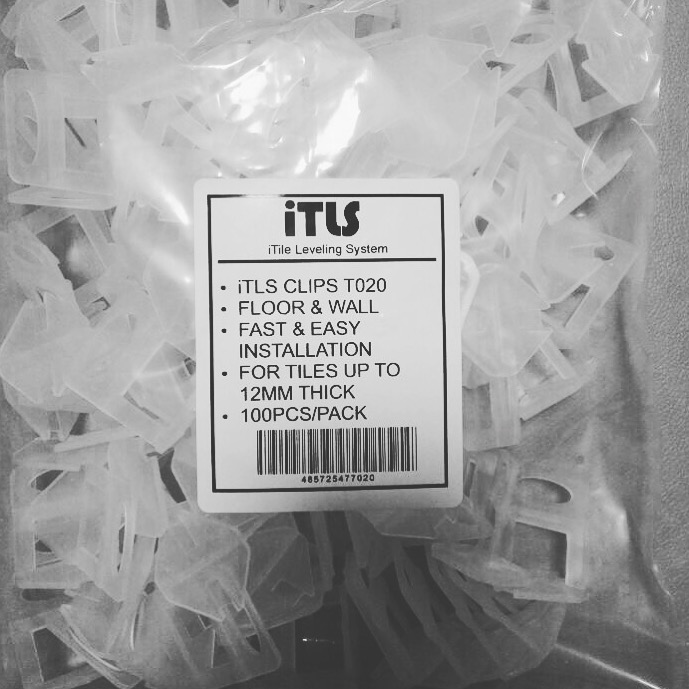 iTLS
iTile Leveling System
• iTLS CLIPS T020
• FLOOR & WALL
• FAST & EASY
INSTALLATION
• FOR TILES UP TO
12MM THICK
• 100PCS/PACK
485725477020